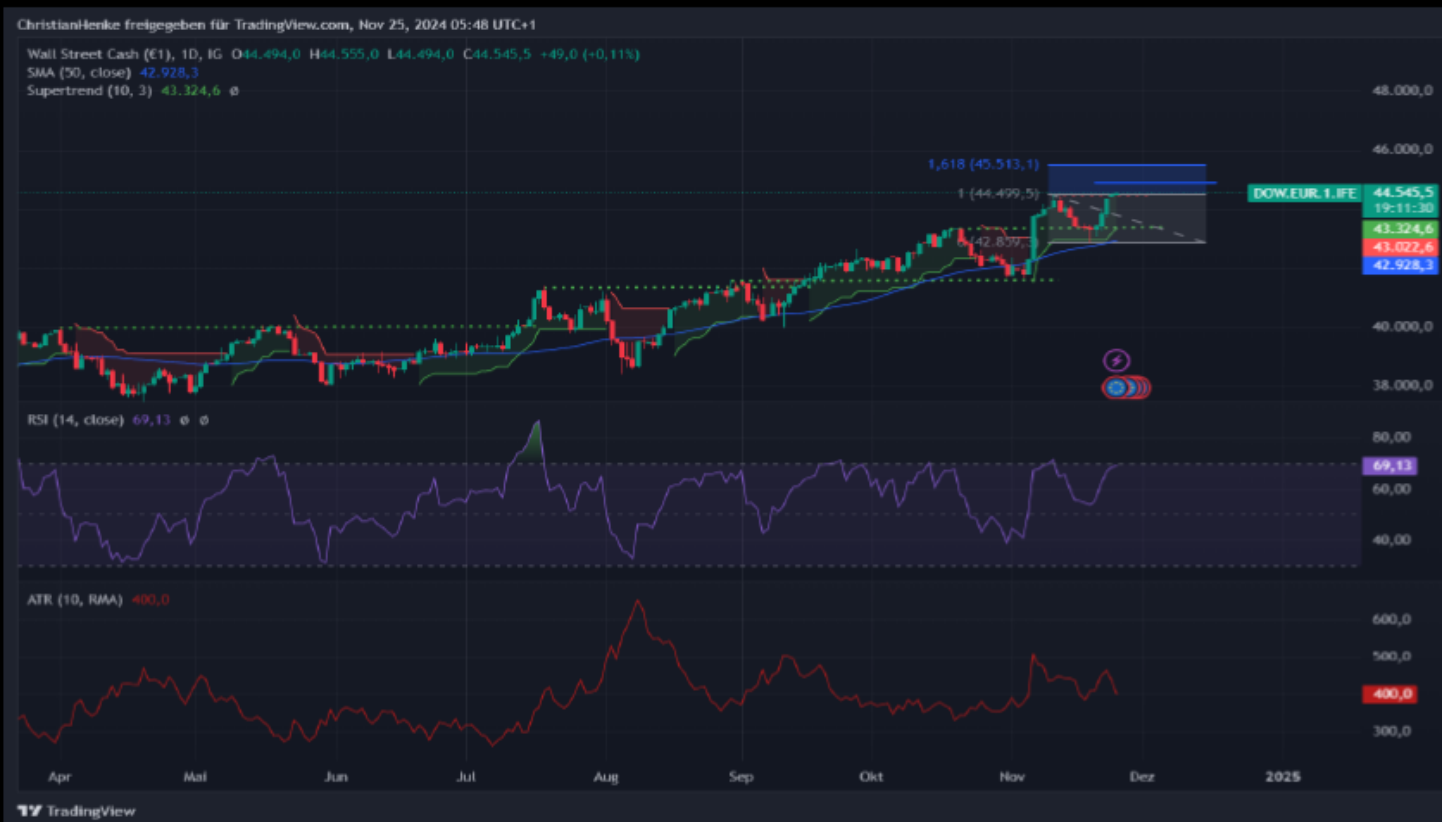 ChristianHenke freigegeben für TradingView.com, Nov 25, 2024 05:48 UTC+1
Wall Street Cash (€1), 1D, IG O44.494,0 H44.555,0 L44.494,0 C44.545,5 +49,0 (+0,11%)
SMA (50, close) 42.928,3
Supertrend (10, 3) 43.324,6 ø
48.000,0
46.000,0
1,618 (45.513,1)
1 (44.499,5)
DOW.EUR.1.IFE 44.545,5
19:11:30
43.324,6
(42.859,3)
43.022,6
42.928,3
40.000,0
38.000,0
RSI (14, close) 69,13 ø ø
80,00
69,13
60,00
40,00
ATR (10, RMA) 400,0
600,0
500,0
400,0
300,0
Apr Mai Jun Jul Aug Sep Okt Nov Dez 2025
TradingView